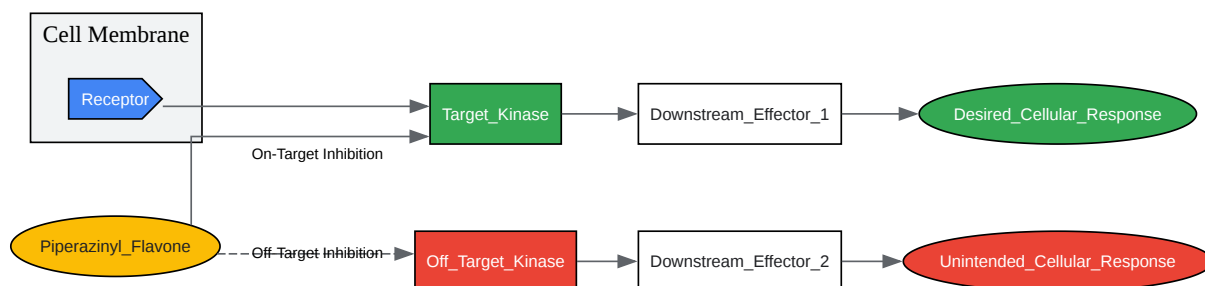 Cell Membrane
Receptor
Target_Kinase
Downstream_Effector_1
Desired_Cellular_Response
On-Target Inhibition
Piperazinyl_Flavone
Off-Target Inhibition
Off_Target_Kinase
Downstream_Effector_2
Unintended_Cellular_Response